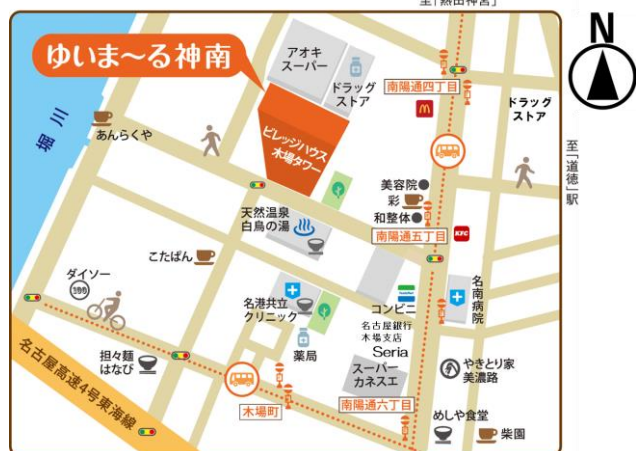 至「熱田神宮」
N
ゆいま~る神南
アオキ
スーパー
ドラッグ
ストア
南陽通四丁目
ドラッグ
ストア
堀川
あんらくや
ビレッジハウス
木場タワー
至「道徳」駅
美容院
彩
和整体
天然温泉
白鳥の湯
南陽通五丁目
KFC
こたぱん
ダイソー
100
名港共立
クリニック
コンビニ
名南病院
名古屋銀行
木場支店
Seria
薬局
スーパー
カネスエ
やきとり家
美濃路
名古屋高速4号東海線
担々麺
はなび
木場町
南陽通六丁目
めしや食堂
柴園